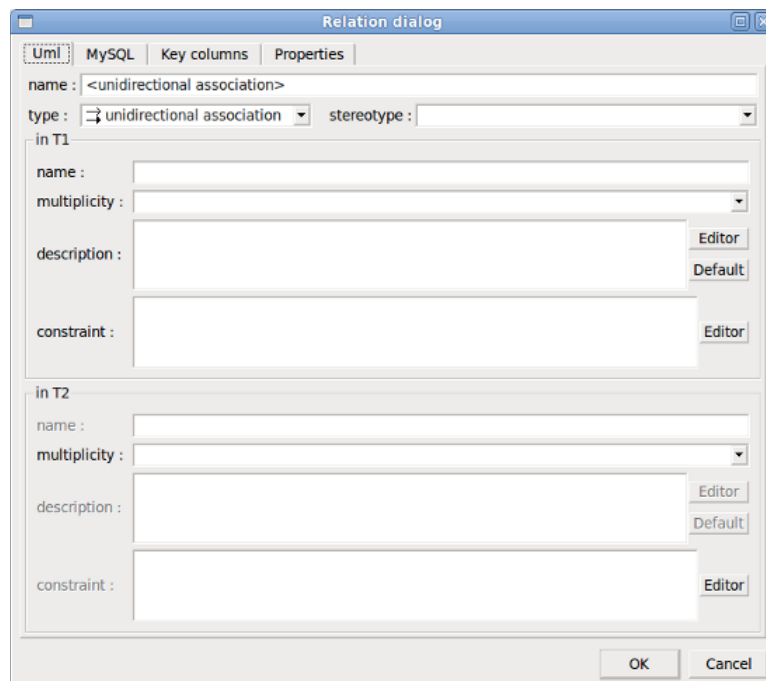 Relation dialog
Uml MySQL Key columns Properties
name : <unidirectional association>
type : unidirectional association stereotype :
in T1
name :
multiplicity :
description :
Editor
Default
constraint :
Editor
in T2
name :
multiplicity :
description :
Editor
Default
constraint :
Editor
OK Cancel